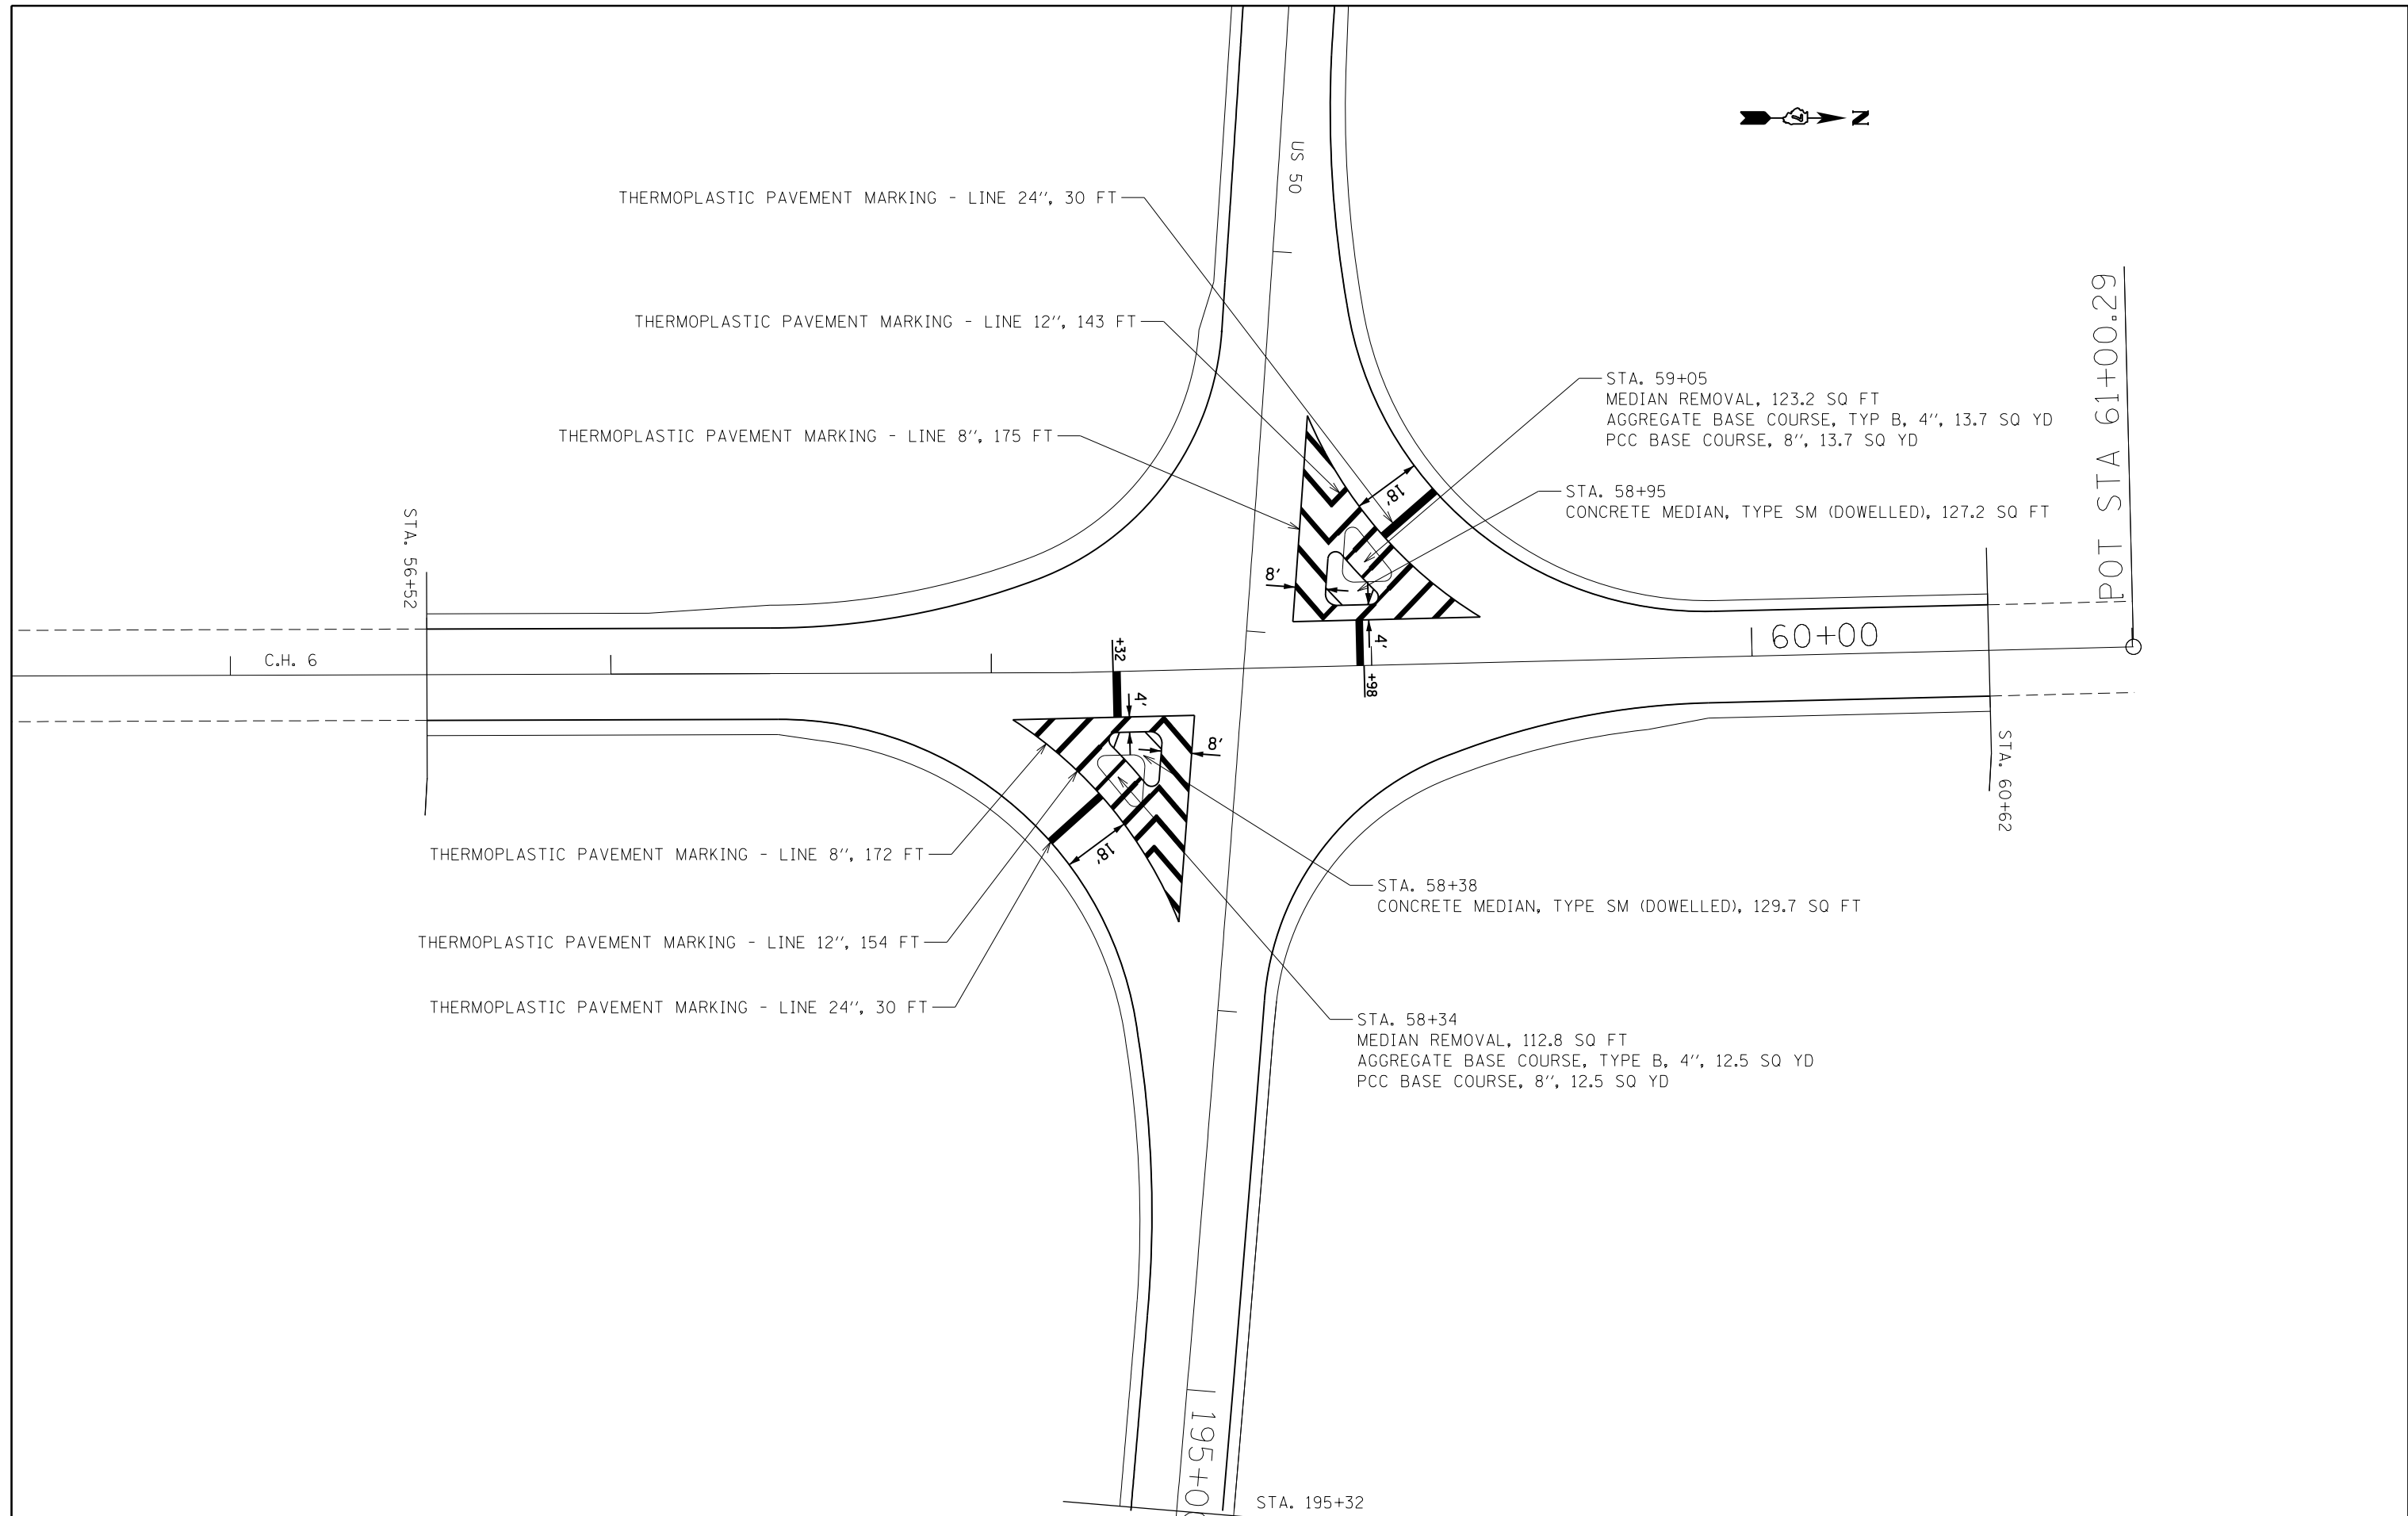 N
US 50
THERMOPLASTIC PAVEMENT MARKING - LINE 24", 30 FT
THERMOPLASTIC PAVEMENT MARKING - LINE 12", 143 FT
THERMOPLASTIC PAVEMENT MARKING - LINE 8", 175 FT
STA. 59+05
MEDIAN REMOVAL, 123.2 SQ FT
AGGREGATE BASE COURSE, TYP B, 4", 13.7 SQ YD
PCC BASE COURSE, 8", 13.7 SQ YD
STA. 58+95
CONCRETE MEDIAN, TYPE SM (DOWELLED), 127.2 SQ FT
POT STA 61+00.29
18'
8'
4'
STA. 56+52
C.H. 6
+32
+98
60+00
4'
8'
18'
STA. 60+62
THERMOPLASTIC PAVEMENT MARKING - LINE 8", 172 FT
THERMOPLASTIC PAVEMENT MARKING - LINE 12", 154 FT
THERMOPLASTIC PAVEMENT MARKING - LINE 24", 30 FT
STA. 58+38
CONCRETE MEDIAN, TYPE SM (DOWELLED), 129.7 SQ FT
STA. 58+34
MEDIAN REMOVAL, 112.8 SQ FT
AGGREGATE BASE COURSE, TYPE B, 4", 12.5 SQ YD
PCC BASE COURSE, 8", 12.5 SQ YD
195+0
STA. 195+32